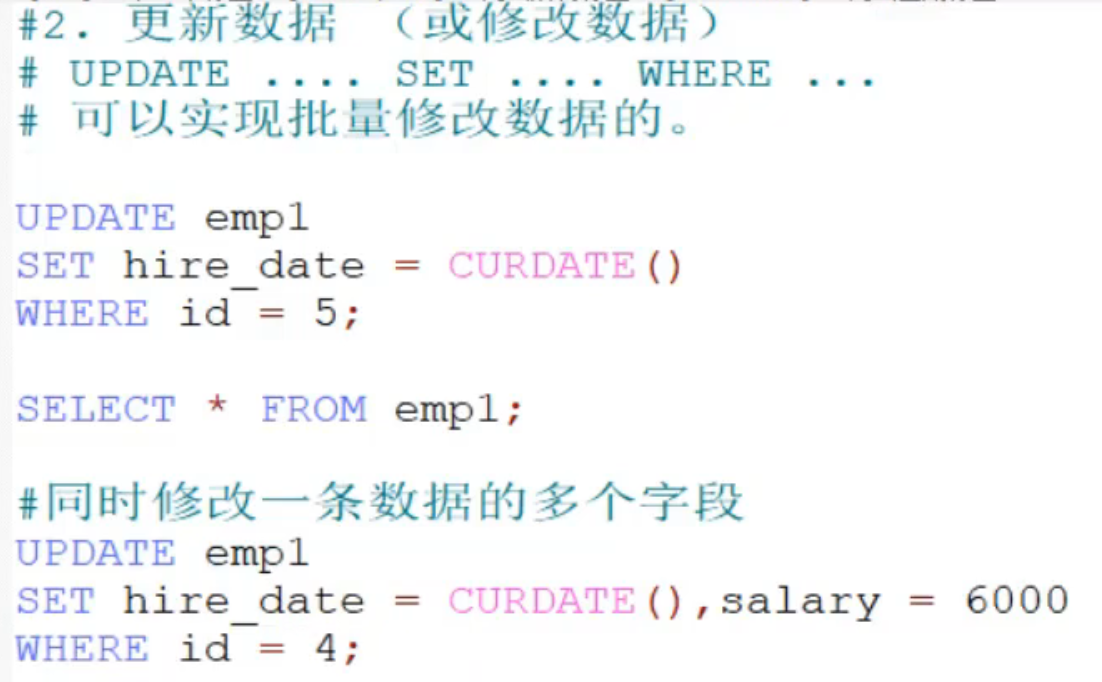 #2. 更新数据 （或修改数据）
# UPDATE .... SET .... WHERE ...
# 可以实现批量修改数据的。
UPDATE emp1
SET hire_date = CURDATE()
WHERE id = 5;
SELECT * FROM emp1;
#同时修改一条数据的多个字段
UPDATE emp1
SET hire_date = CURDATE(),salary = 6000
WHERE id = 4;